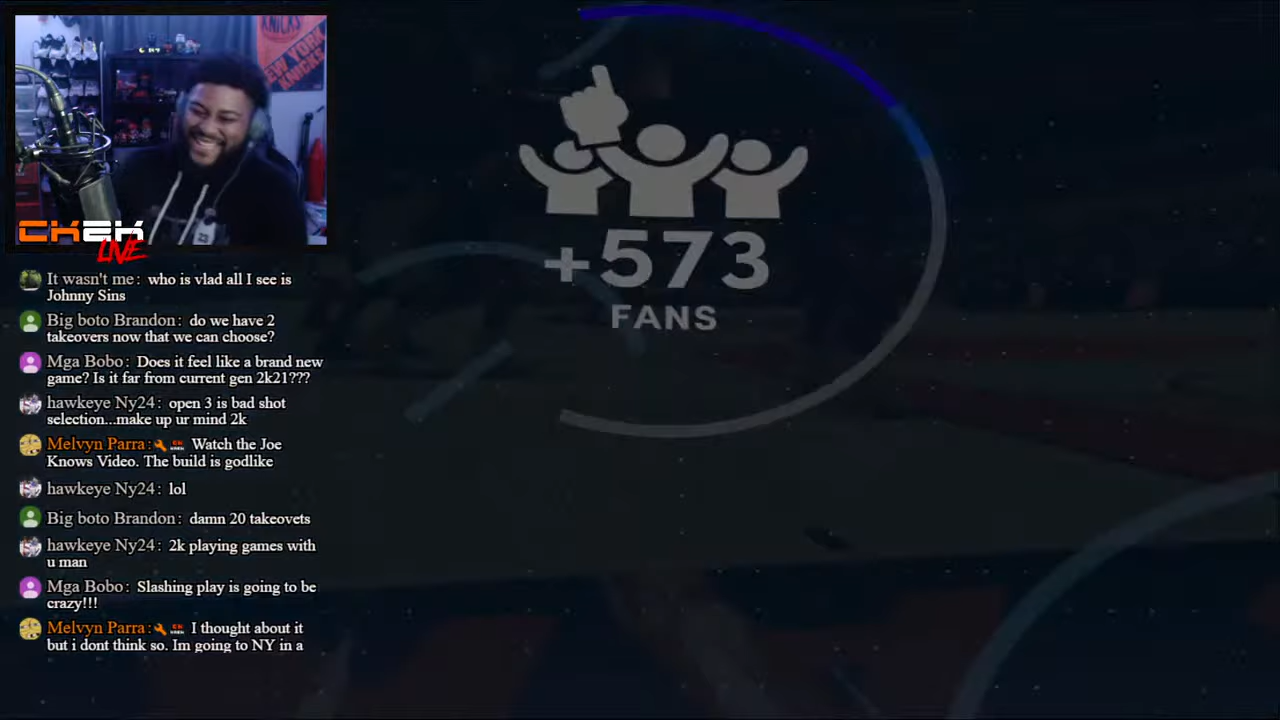 KNICKS
NEW YORK
KNICKS
CK2K
LIVE
+573
FANS
It wasn't me: who is vlad all I see is
Johnny Sins
Big boto Brandon: do we have 2
takeovers now that we can choose?
Mga Bobo: Does it feel like a brand new
game? Is it far from current gen 2k21???
hawkeye Ny24: open 3 is bad shot
selection...make up ur mind 2k
Melvyn Parra: Watch the Joe
Knows Video. The build is godlike
hawkeye Ny24: lol
Big boto Brandon: damn 20 takeovets
hawkeye Ny24: 2k playing games with
u man
Mga Bobo: Slashing play is going to be
crazy!!!
Melvyn Parra: I thought about it
but i dont think so. Im going to NY in a